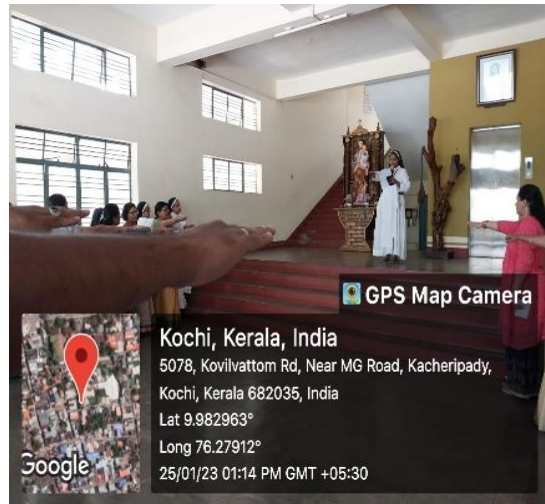 GPS Map Camera
Kochi, Kerala, India
5078, Kovilvattom Rd, Near MG Road, Kacheripady,
Kochi, Kerala 682035, India
Lat 9.982963°
Long 76.27912°
25/01/23 01:14 PM GMT +05:30
Google